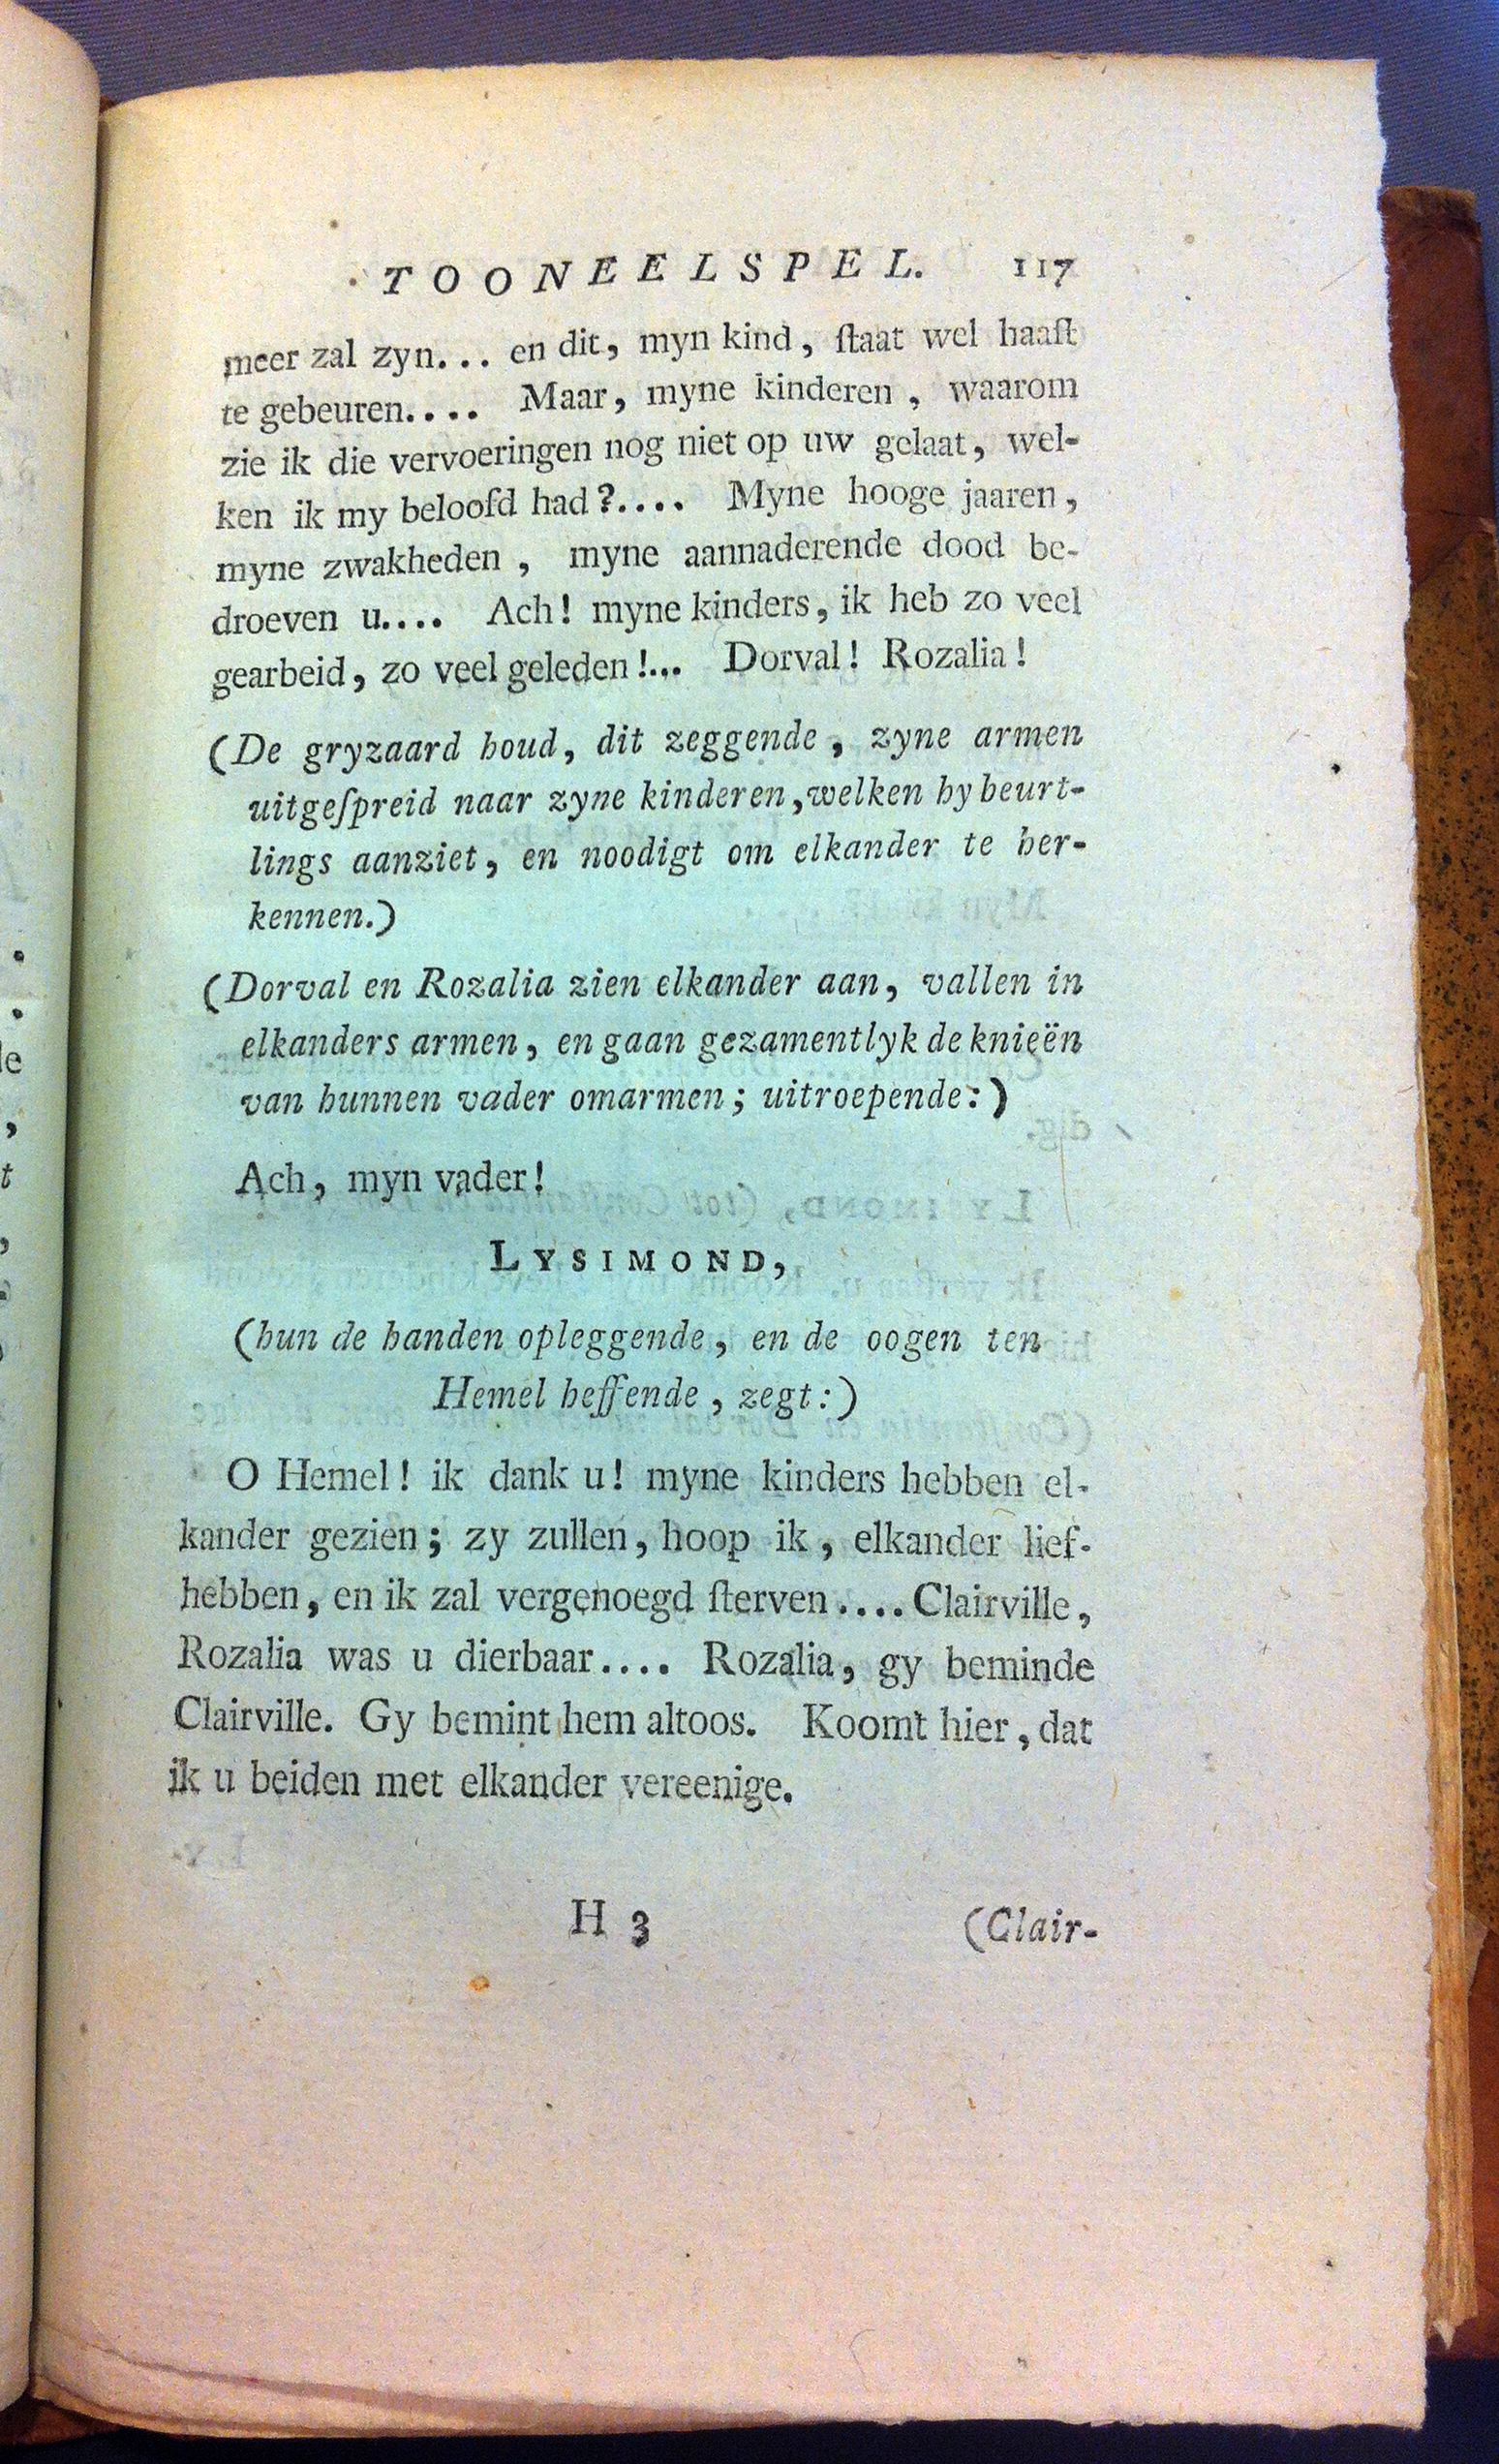 TOONEELSPEL. 117
meer zal zyn... en dit, myn kind, ſtaat wel haaſt
te gebeuren.... Maar, myne kinderen, waarom
zie ik die vervoeringen nog niet op uw gelaat, wel-
ken ik my beloofd had?.... Myne hooge jaaren,
myne zwakheden, myne aannaderende dood be-
droeven u.... Ach! myne kinders, ik heb zo veel
gearbeid, zo veel geleden!... Dorval! Rozalia!
(De gryzaard houd, dit zeggende, zyne armen
uitgeſpreid naar zyne kinderen, welken hy beurt-
lings aanziet, en noodigt om elkander te her-
kennen.)
(Dorval en Rozalia zien elkander aan, vallen in
elkanders armen, en gaan gezamentlyk de knieën
van hunnen vader omarmen; uitroepende:)
Ach, myn vader!
LYSIMOND,
(hun de handen opleggende, en de oogen ten
Hemel heffende, zegt:)
O Hemel! ik dank u! myne kinders hebben el-
kander gezien; zy zullen, hoop ik, elkander lief-
hebben, en ik zal vergenoegd ſterven.... Clairville,
Rozalia was u dierbaar.... Rozalia, gy beminde
Clairville. Gy bemint hem altoos. Koomt hier, dat
ik u beiden met elkander vereenige.
H 3 (Clair-